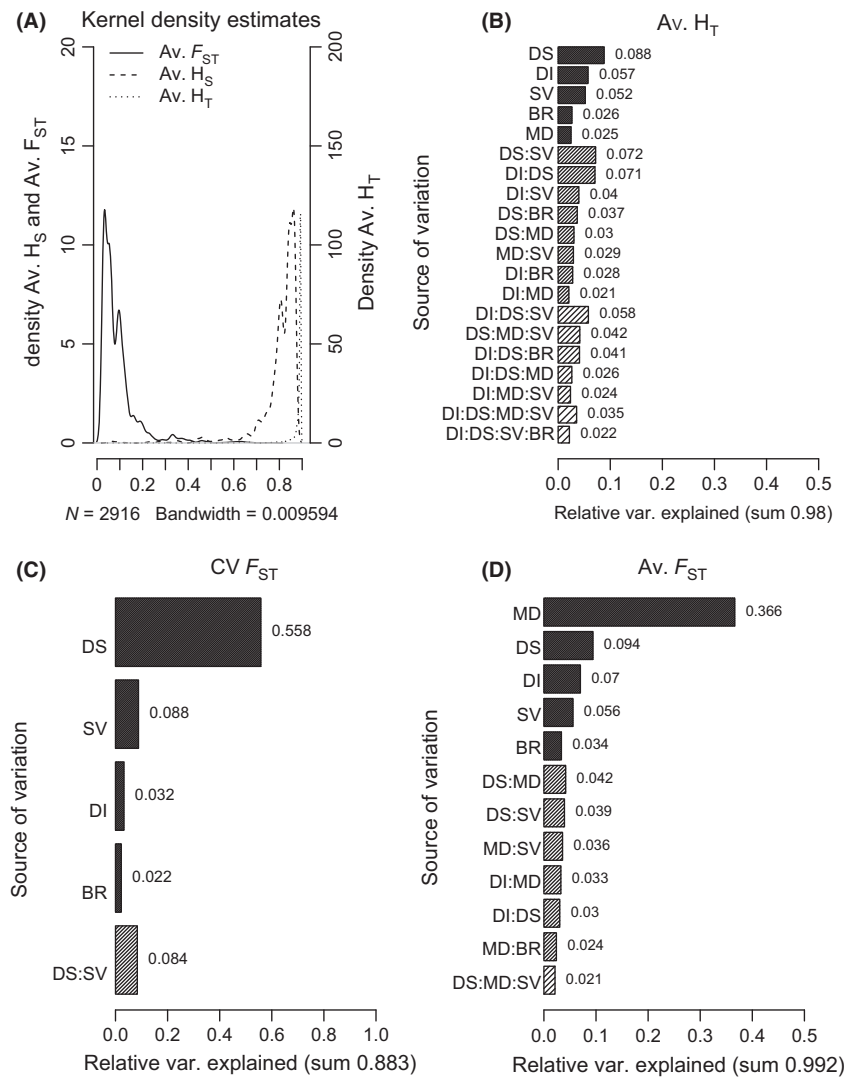 (A) Kernel density estimates
Av. F_ST
Av. H_S
Av. H_T
density Av. H_S and Av. F_ST
20
15
10
5
0
Density Av. H_T
200
150
100
50
0
0 0.2 0.4 0.6 0.8
N = 2916 Bandwidth = 0.009594
(B) Av. H_T
Source of variation
DS 0.088
DI 0.057
SV 0.052
BR 0.026
MD 0.025
DS:SV 0.072
DI:DS 0.071
DI:SV 0.04
DS:BR 0.037
DS:MD 0.03
MD:SV 0.029
DI:BR 0.028
DI:MD 0.021
DI:DS:SV 0.058
DS:MD:SV 0.042
DI:DS:BR 0.041
DI:DS:MD 0.026
DI:MD:SV 0.024
DI:DS:MD:SV 0.035
DI:DS:SV:BR 0.022
0.0 0.1 0.2 0.3 0.4 0.5
Relative var. explained (sum 0.98)
(C) CV F_ST
Source of variation
DS 0.558
SV 0.088
DI 0.032
BR 0.022
DS:SV 0.084
0.0 0.2 0.4 0.6 0.8 1.0
Relative var. explained (sum 0.883)
(D) Av. F_ST
Source of variation
MD 0.366
DS 0.094
DI 0.07
SV 0.056
BR 0.034
DS:MD 0.042
DS:SV 0.039
MD:SV 0.036
DI:MD 0.033
DI:DS 0.03
MD:BR 0.024
DS:MD:SV 0.021
0.0 0.1 0.2 0.3 0.4 0.5
Relative var. explained (sum 0.992)